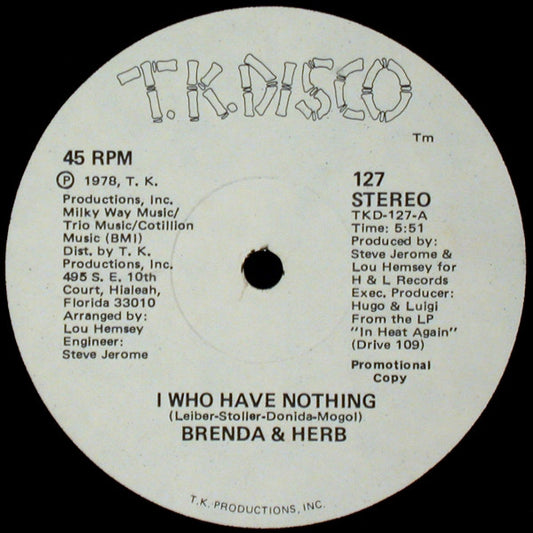 T.K. DISCO
Tm
45 RPM
Ⓟ 1978, T. K.
Productions, Inc.
Milky Way Music/
Trio Music/Cotillion
Music (BMI)
Dist. by T. K.
Productions, Inc.
495 S. E. 10th
Court, Hialeah,
Florida 33010
Arranged by:
Lou Hemsey
Engineer:
Steve Jerome
127
STEREO
TKD-127-A
Time: 5:51
Produced by:
Steve Jerome &
Lou Hemsey for
H & L Records
Exec. Producer:
Hugo & Luigi
From the LP
"In Heat Again"
(Drive 109)
Promotional
Copy
I WHO HAVE NOTHING
(Leiber-Stoller-Donida-Mogol)
BRENDA & HERB
T.K. PRODUCTIONS, INC.